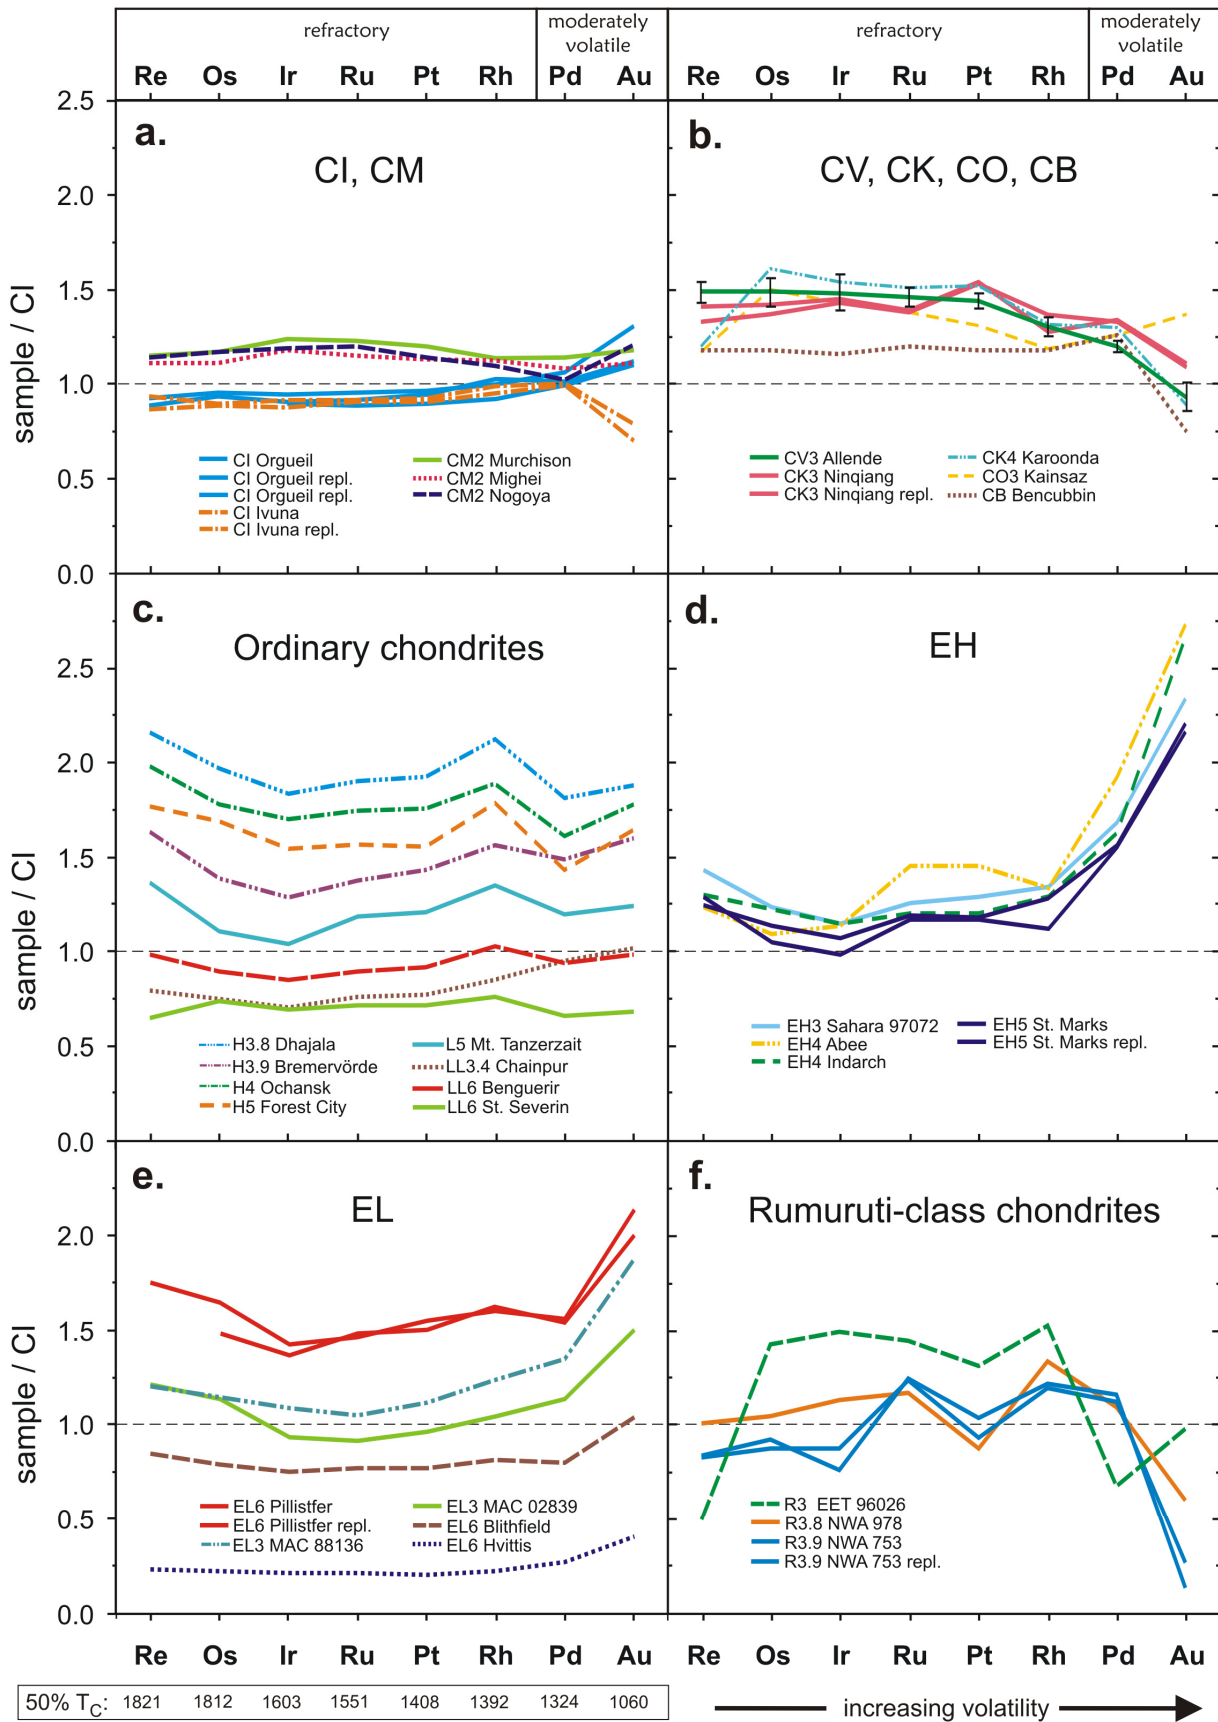 refractory
moderately
volatile
refractory
moderately
volatile
Re Os Ir Ru Pt Rh Pd Au
Re Os Ir Ru Pt Rh Pd Au
sample / CI
2.5
2.0
1.5
1.0
0.5
0.0
a.
CI, CM
CI Orgueil
CI Orgueil repl.
CI Orgueil repl.
CI Ivuna
CI Ivuna repl.
CM2 Murchison
CM2 Mighei
CM2 Nogoya
b.
CV, CK, CO, CB
CV3 Allende
CK3 Ninqiang
CK3 Ninqiang repl.
CK4 Karoonda
CO3 Kainsaz
CB Bencubbin
sample / CI
2.5
2.0
1.5
1.0
0.5
0.0
c.
Ordinary chondrites
H3.8 Dhajala
H3.9 Bremervörde
H4 Ochansk
H5 Forest City
L5 Mt. Tanzerzait
LL3.4 Chainpur
LL6 Benguerir
LL6 St. Severin
d.
EH
EH3 Sahara 97072
EH4 Abee
EH4 Indarch
EH5 St. Marks
EH5 St. Marks repl.
sample / CI
2.0
1.5
1.0
0.5
0.0
e.
EL
EL6 Pillistfer
EL6 Pillistfer repl.
EL3 MAC 88136
EL3 MAC 02839
EL6 Blithfield
EL6 Hvittis
f.
Rumuruti-class chondrites
R3 EET 96026
R3.8 NWA 978
R3.9 NWA 753
R3.9 NWA 753 repl.
Re Os Ir Ru Pt Rh Pd Au
Re Os Ir Ru Pt Rh Pd Au
50% TC: 1821 1812 1603 1551 1408 1392 1324 1060
increasing volatility